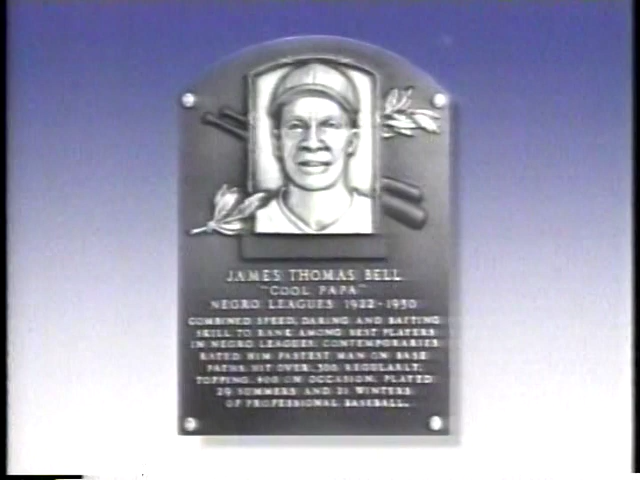 JAMES THOMAS BELL
"COOL PAPA"
NEGRO LEAGUES 1922-1950
COMBINED SPEED, DARING AND BATTING
SKILL TO RANK AMONG BEST PLAYERS
IN NEGRO LEAGUES. CONTEMPORARIES
RATED HIM FASTEST MAN ON BASE
PATHS. HIT OVER .300 REGULARLY,
TOPPING .400 ON OCCASION. PLAYED
29 SUMMERS AND 21 WINTERS
OF PROFESSIONAL BASEBALL.